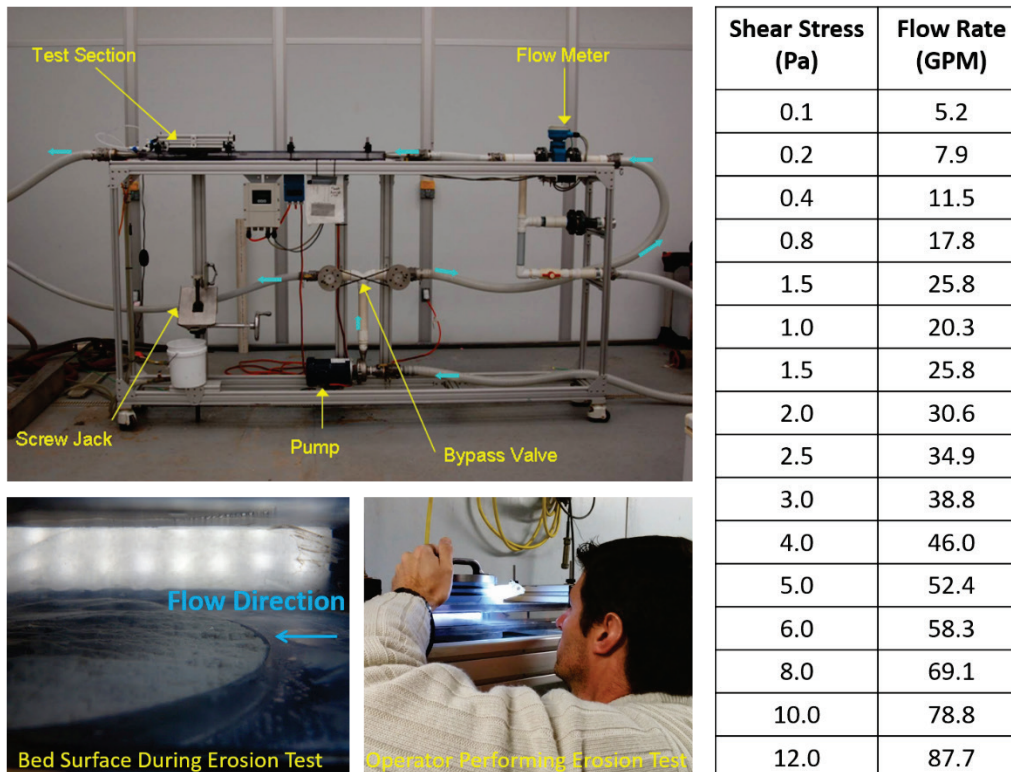 Test Section
Flow Meter
Screw Jack
Pump
Bypass Valve
Flow Direction
Bed Surface During Erosion Test
Operator Performing Erosion Test
Shear Stress (Pa) Flow Rate (GPM)
0.1 5.2
0.2 7.9
0.4 11.5
0.8 17.8
1.5 25.8
1.0 20.3
1.5 25.8
2.0 30.6
2.5 34.9
3.0 38.8
4.0 46.0
5.0 52.4
6.0 58.3
8.0 69.1
10.0 78.8
12.0 87.7